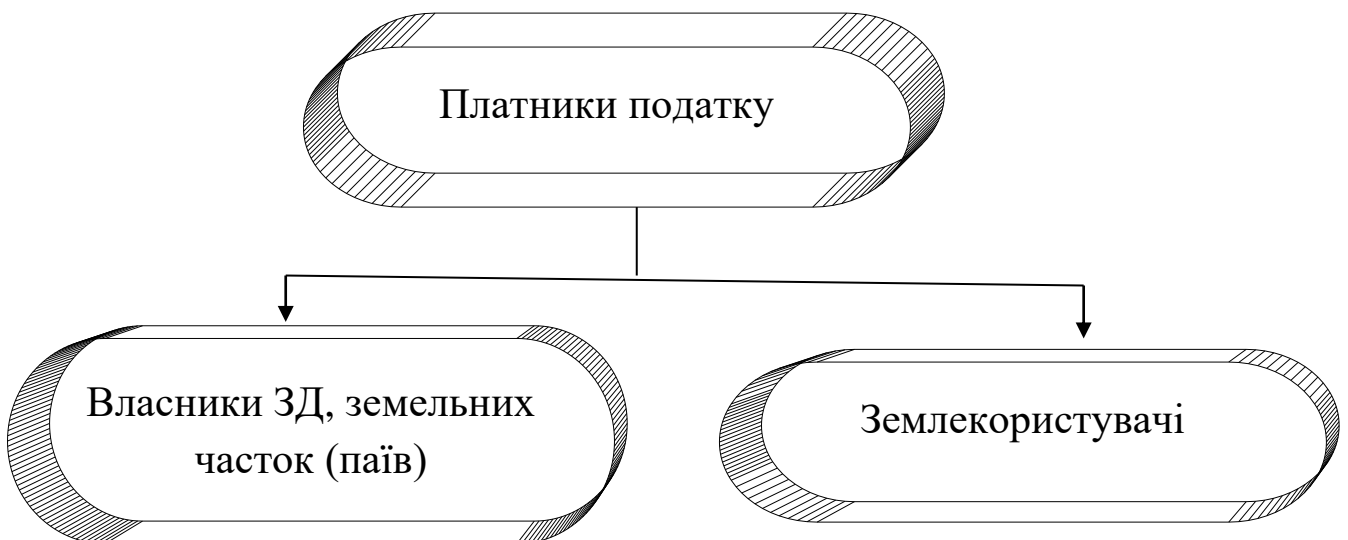 Платники податку
Власники ЗД, земельних
часток (паїв)
Землекористувачі